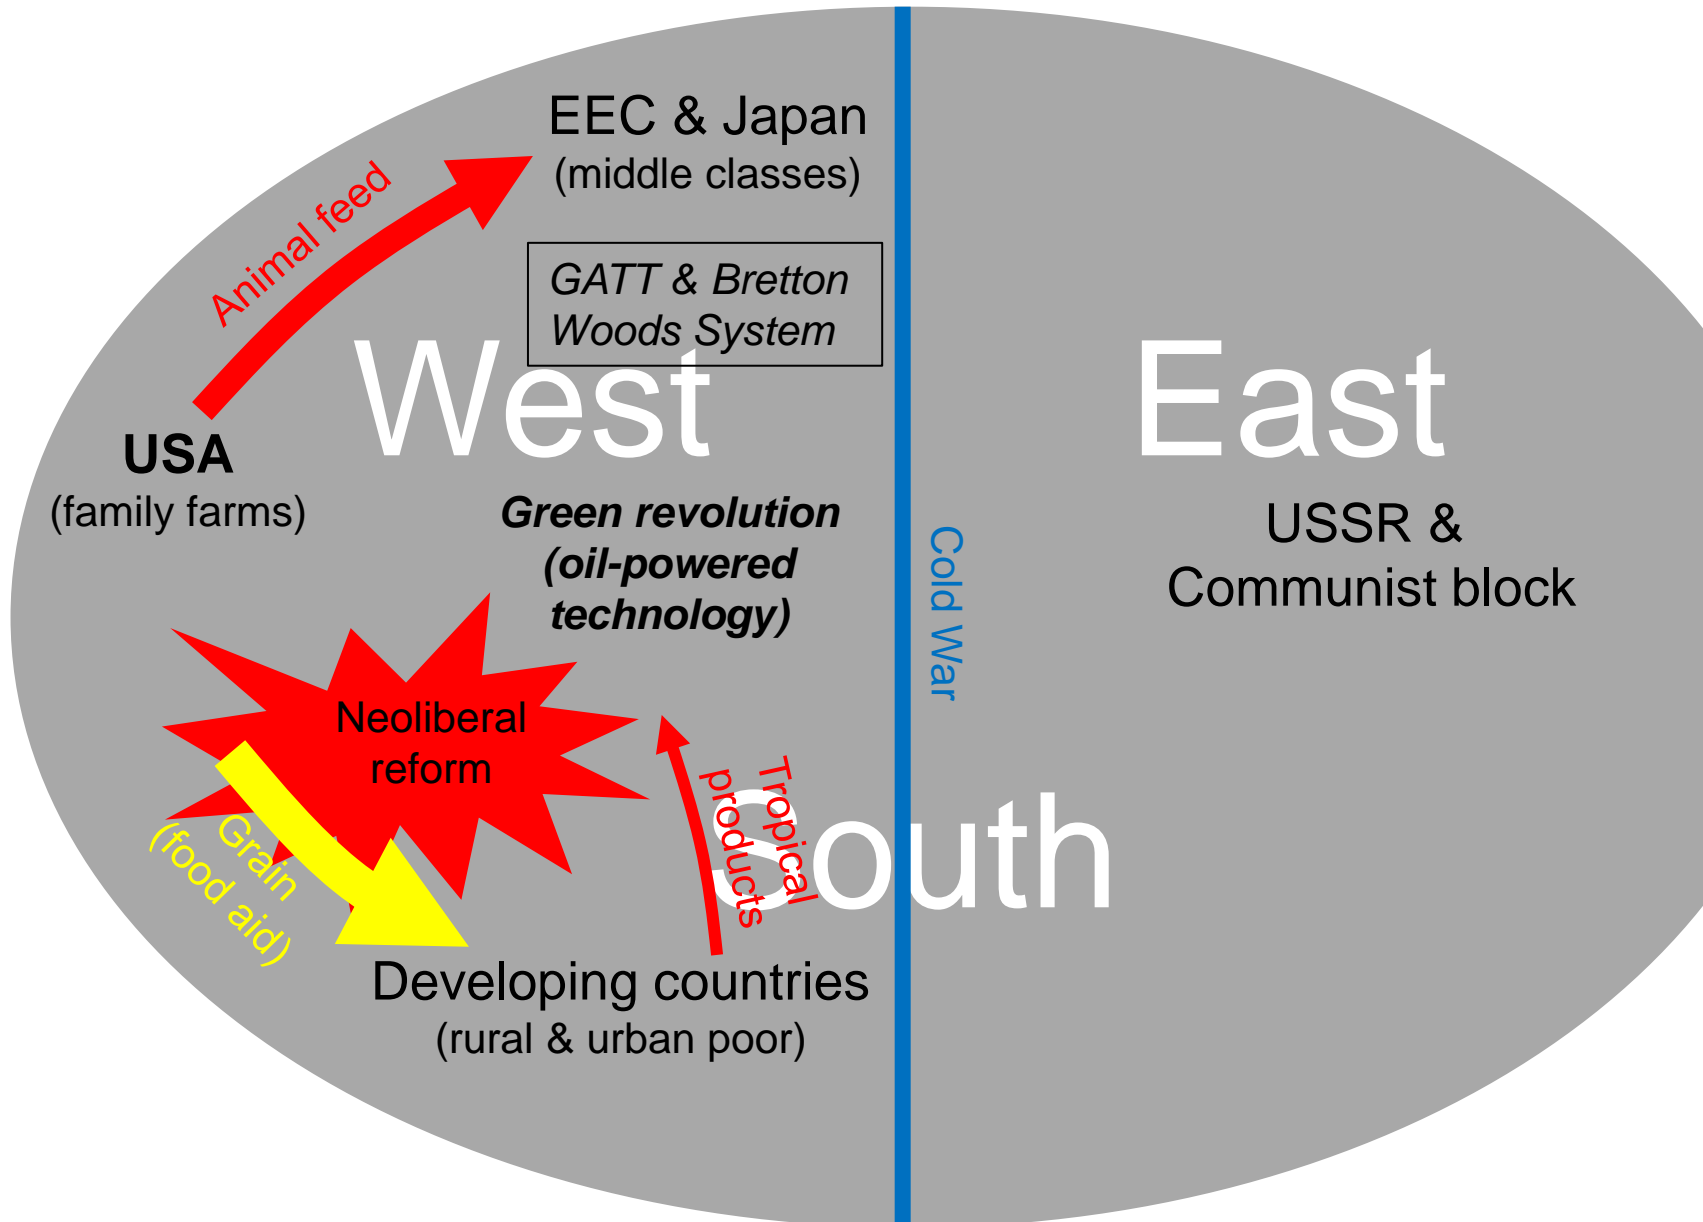 EEC & Japan
(middle classes)
Animal feed
GATT & Bretton
Woods System
West
East
USA
(family farms)
Green revolution
(oil-powered
technology)
Cold War
USSR &
Communist block
Neoliberal
reform
Tropical
products
South
Grain
(food aid)
Developing countries
(rural & urban poor)